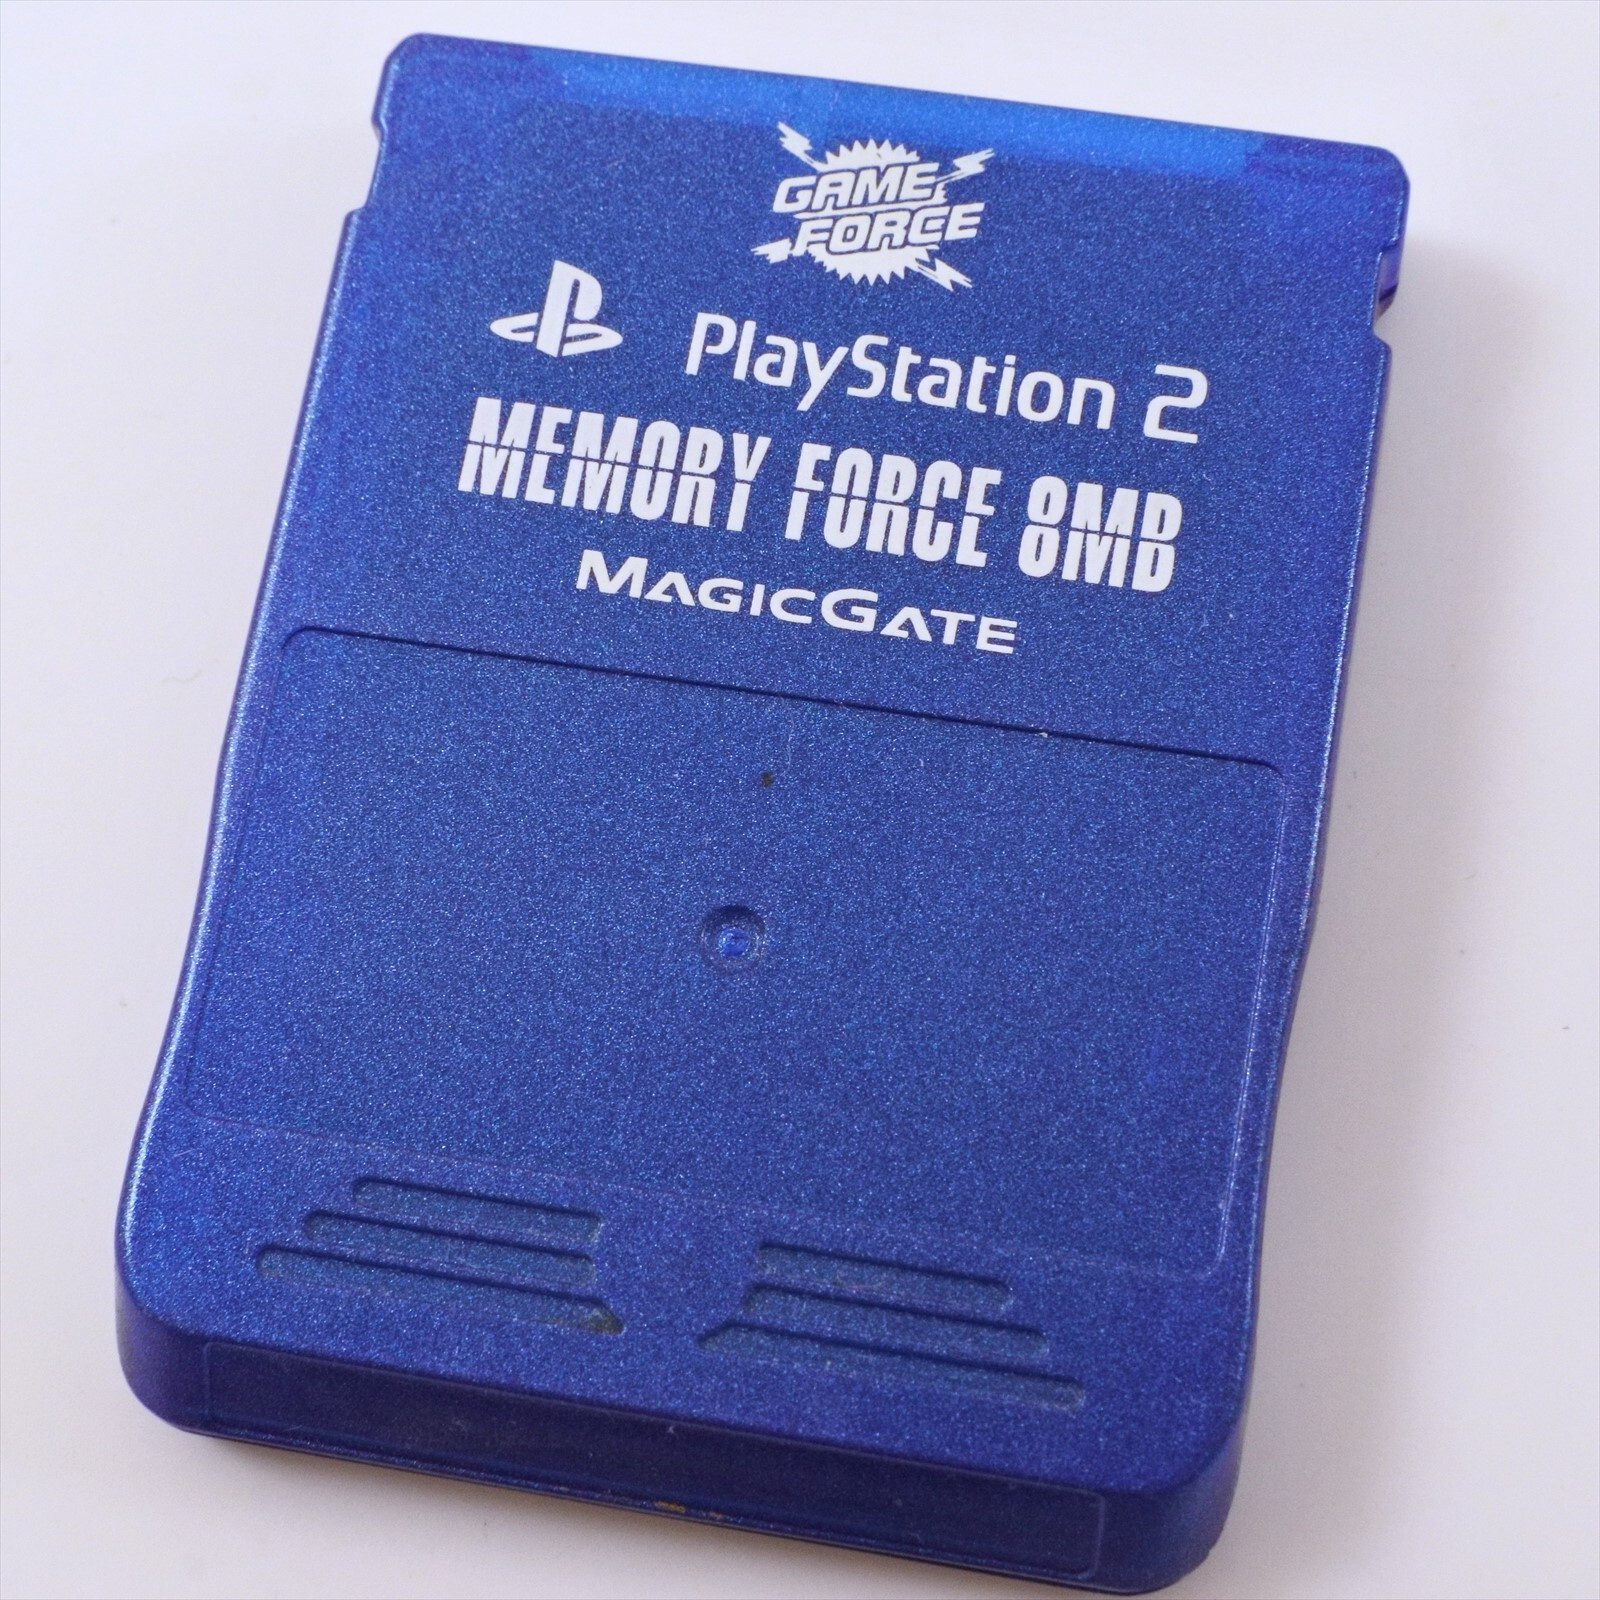 GAME
FORCE
PlayStation 2
MEMORY FORCE 8MB
MAGICGATE